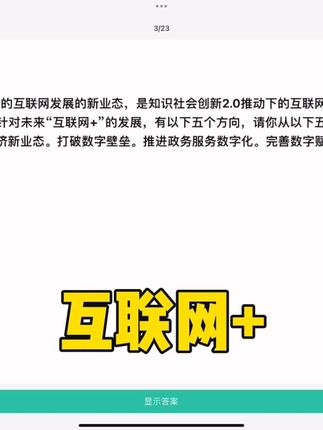 3/23
的互联网发展的新业态，是知识社会创新2.0推动下的互联网
针对未来“互联网+”的发展，有以下五个方向，请你从以下五
济新业态。打破数字壁垒。推进政务服务数字化。完善数字赋
互联网+
显示答案